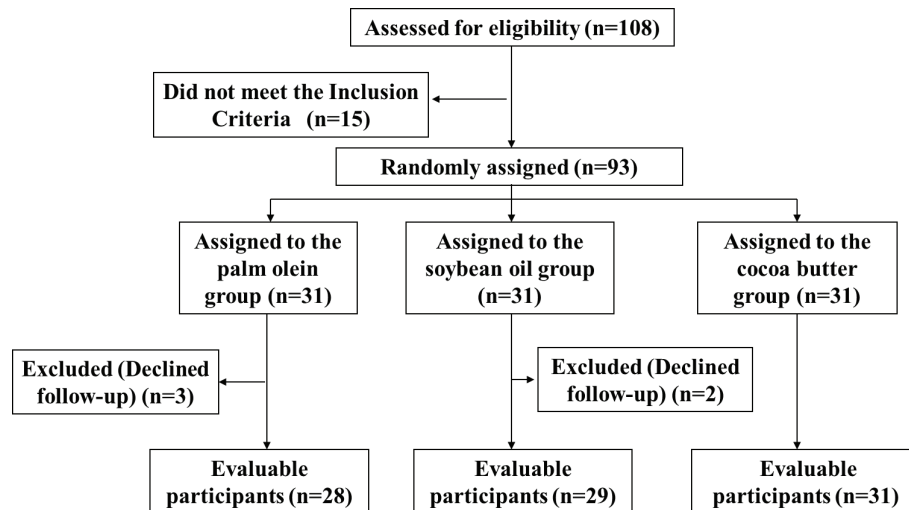 Assessed for eligibility (n=108)
Did not meet the Inclusion
Criteria (n=15)
Randomly assigned (n=93)
Assigned to the
palm olein
group (n=31)
Assigned to the
soybean oil group
(n=31)
Assigned to the
cocoa butter
group (n=31)
Excluded (Declined
follow-up) (n=3)
Excluded (Declined
follow-up) (n=2)
Evaluable
participants (n=28)
Evaluable
participants (n=29)
Evaluable
participants (n=31)